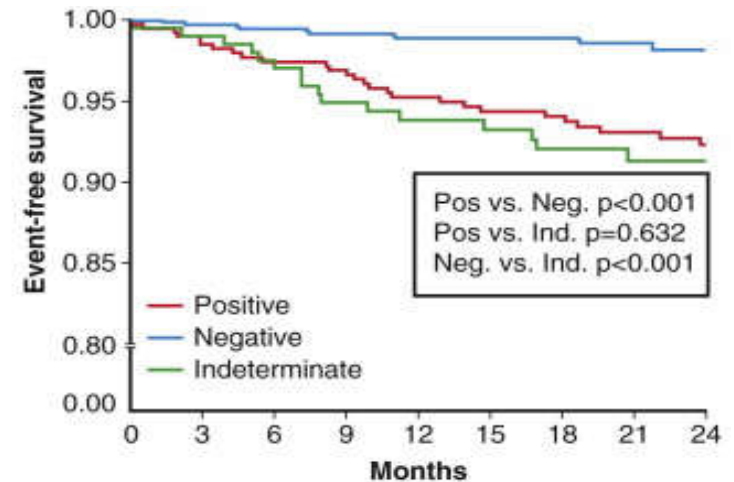 1.00
0.95
0.90
0.85
0.80
0.00
Event-free survival
Pos vs. Neg. p<0.001
Pos vs. Ind. p=0.632
Neg. vs. Ind. p<0.001
Positive
Negative
Indeterminate
0 3 6 9 12 15 18 21 24
Months